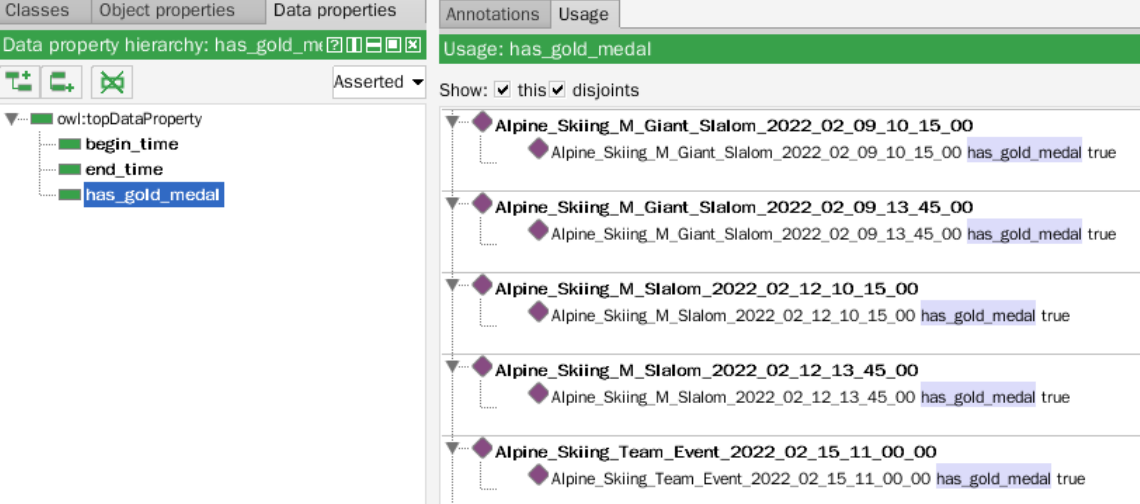 Classes Object properties Data properties
Data property hierarchy: has_gold_me
Asserted
owl:topDataProperty
begin_time
end_time
has_gold_medal
Annotations Usage
Usage: has_gold_medal
Show: this disjoints
Alpine_Skiing_M_Giant_Slalom_2022_02_09_10_15_00
Alpine_Skiing_M_Giant_Slalom_2022_02_09_10_15_00 has_gold_medal true
Alpine_Skiing_M_Giant_Slalom_2022_02_09_13_45_00
Alpine_Skiing_M_Giant_Slalom_2022_02_09_13_45_00 has_gold_medal true
Alpine_Skiing_M_Slalom_2022_02_12_10_15_00
Alpine_Skiing_M_Slalom_2022_02_12_10_15_00 has_gold_medal true
Alpine_Skiing_M_Slalom_2022_02_12_13_45_00
Alpine_Skiing_M_Slalom_2022_02_12_13_45_00 has_gold_medal true
Alpine_Skiing_Team_Event_2022_02_15_11_00_00
Alpine_Skiing_Team_Event_2022_02_15_11_00_00 has_gold_medal true